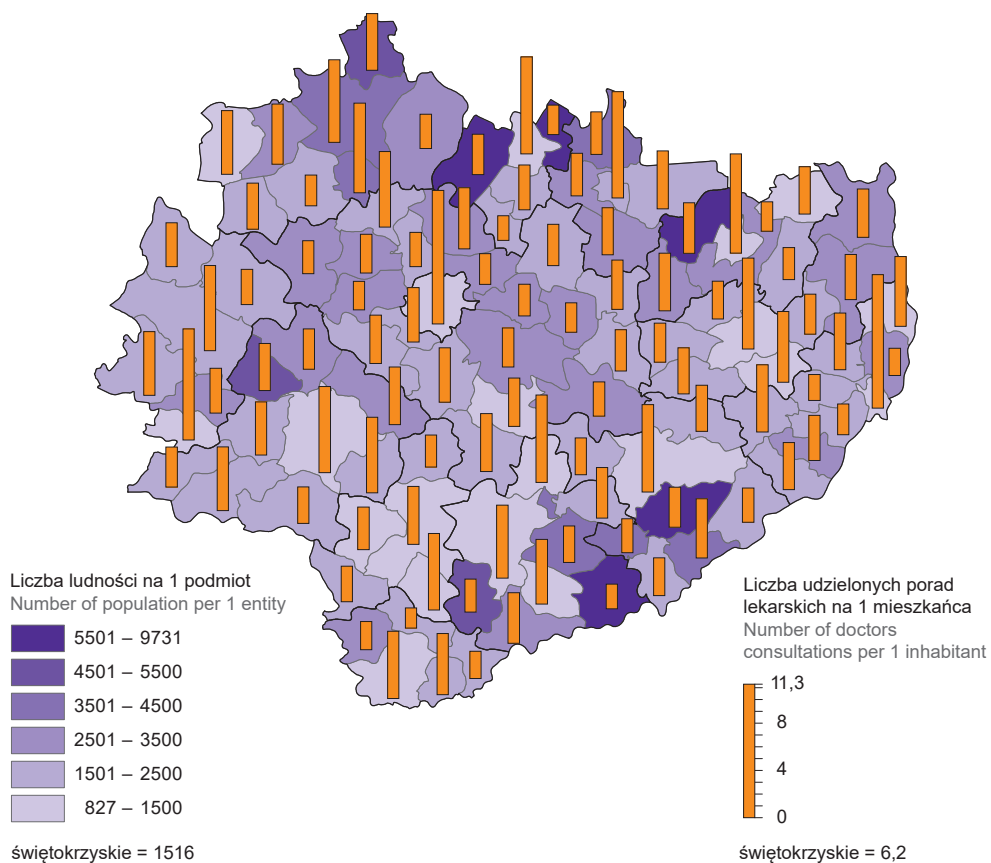 Liczba ludności na 1 podmiot
Number of population per 1 entity
5501 – 9731
4501 – 5500
3501 – 4500
2501 – 3500
1501 – 2500
827 – 1500
świętokrzyskie = 1516
Liczba udzielonych porad
lekarskich na 1 mieszkańca
Number of doctors
consultations per 1 inhabitant
11,3
8
4
0
świętokrzyskie = 6,2